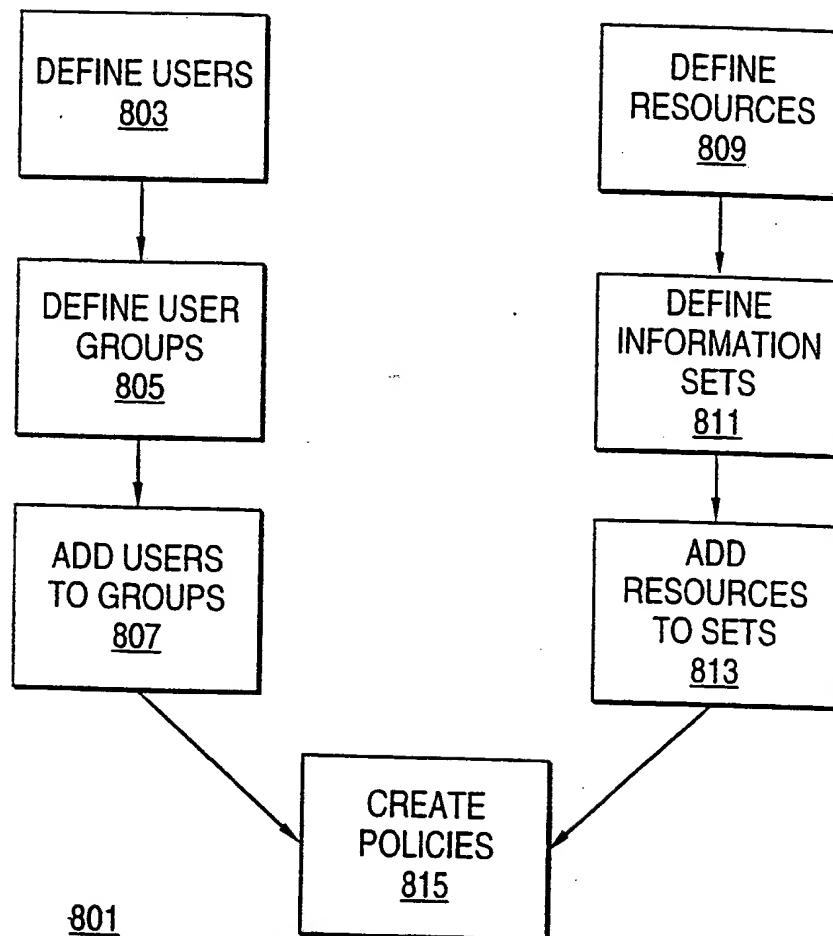 DEFINE USERS
803
DEFINE USER
GROUPS
805
ADD USERS
TO GROUPS
807
DEFINE
RESOURCES
809
DEFINE
INFORMATION
SETS
811
ADD
RESOURCES
TO SETS
813
CREATE
POLICIES
815
801